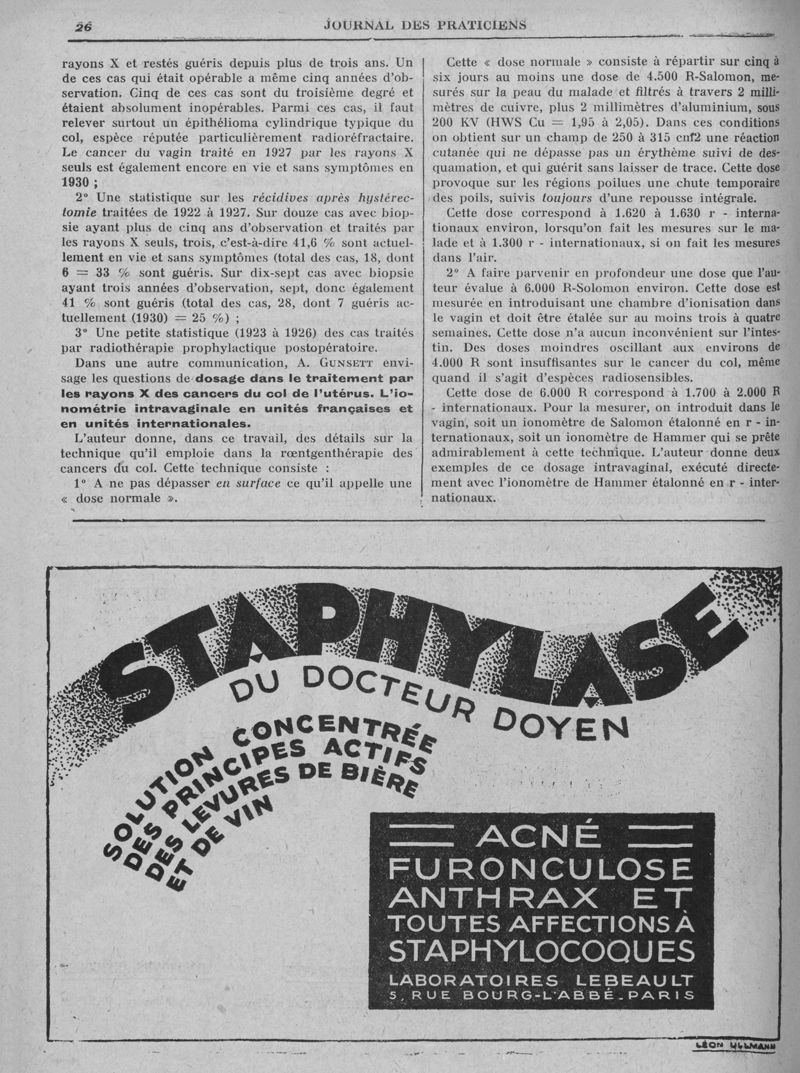 26
JOURNAL DES PRATICIENS
rayons X et restés guéris depuis plus de trois ans. Un
de ces cas qui était opérable a même cinq années d'ob-
servation. Cinq de ces cas sont du troisième degré et
étaient absolument inopérables. Parmi ces cas, il faut
relever surtout un épithélioma cylindrique typique du
col, espèce réputée particulièrement radioréfractaire.
Le cancer du vagin traité en 1927 par les rayons X
seuls est également encore en vie et sans symptômes en
1930 ;
2° Une statistique sur les récidives après hystérec-
tomie traitées de 1922 à 1927. Sur douze cas avec biop-
sie ayant plus de cinq ans d'observation et traités par
les rayons X seuls, trois, c'est-à-dire 41,6 % sont actuel-
lement en vie et sans symptômes (total des cas, 18, dont
6 = 33 % sont guéris. Sur dix-sept cas avec biopsie
ayant trois années d'observation, sept, donc également
41 % sont guéris (total des cas, 28, dont 7 guéris ac-
tuellement (1930) = 25 %) ;
3° Une petite statistique (1923 à 1926) des cas traités
par radiothérapie prophylactique postopératoire.
Dans une autre communication, A. GUNSETT envi-
sage les questions de dosage dans le traitement par
les rayons X des cancers du col de l'utérus. L'io-
nométrie intravaginale en unités françaises et
en unités internationales.
L'auteur donne, dans ce travail, des détails sur la
technique qu'il emploie dans la rœntgenthérapie des
cancers du col. Cette technique consiste :
1° A ne pas dépasser en surface ce qu'il appelle une
« dose normale ».
Cette « dose normale » consiste à répartir sur cinq à
six jours au moins une dose de 4.500 R-Salomon, me-
surés sur la peau du malade et filtrés à travers 2 milli-
mètres de cuivre, plus 2 millimètres d'aluminium, sous
200 KV (HWS Cu = 1,95 à 2,05). Dans ces conditions
on obtient sur un champ de 250 à 315 cmf2 une réaction
cutanée qui ne dépasse pas un érythème suivi de des-
quamation, et qui guérit sans laisser de trace. Cette dose
provoque sur les régions poilues une chute temporaire
des poils, suivis toujours d'une repousse intégrale.
Cette dose correspond à 1.620 à 1.630 r - interna-
tionaux environ, lorsqu'on fait les mesures sur le ma-
lade et à 1.300 r - internationaux, si on fait les mesures
dans l'air.
2° A faire parvenir en profondeur une dose que l'au-
teur évalue à 6.000 R-Solomon environ. Cette dose est
mesurée en introduisant une chambre d'ionisation dans
le vagin et doit être étalée sur au moins trois à quatre
semaines. Cette dose n'a aucun inconvénient sur l'intes-
tin. Des doses moindres oscillant aux environs de
4.000 R sont insuffisantes sur le cancer du col, même
quand il s'agit d'espèces radiosensibles.
Cette dose de 6.000 R correspond à 1.700 à 2.000 R
- internationaux. Pour la mesurer, on introduit dans le
vagin, soit un ionomètre de Salomon étalonné en r - in-
ternationaux, soit un ionomètre de Hammer qui se prête
admirablement à cette technique. L'auteur donne deux
exemples de ce dosage intravaginal, exécuté directe-
ment avec l'ionomètre de Hammer étalonné en r - inter-
nationaux.
STAPHYLASE
DU DOCTEUR DOYEN
SOLUTION CONCENTRÉE
DES PRINCIPES ACTIFS
DES LEVURES DE BIÈRE
ET DE VIN
ACNÉ
FURONCULOSE
ANTHRAX ET
TOUTES AFFECTIONS À
STAPHYLOCOQUES
LABORATOIRES LEBEAULT
5, RUE BOURG-L'ABBÉ - PARIS
LÉON ULLMANN